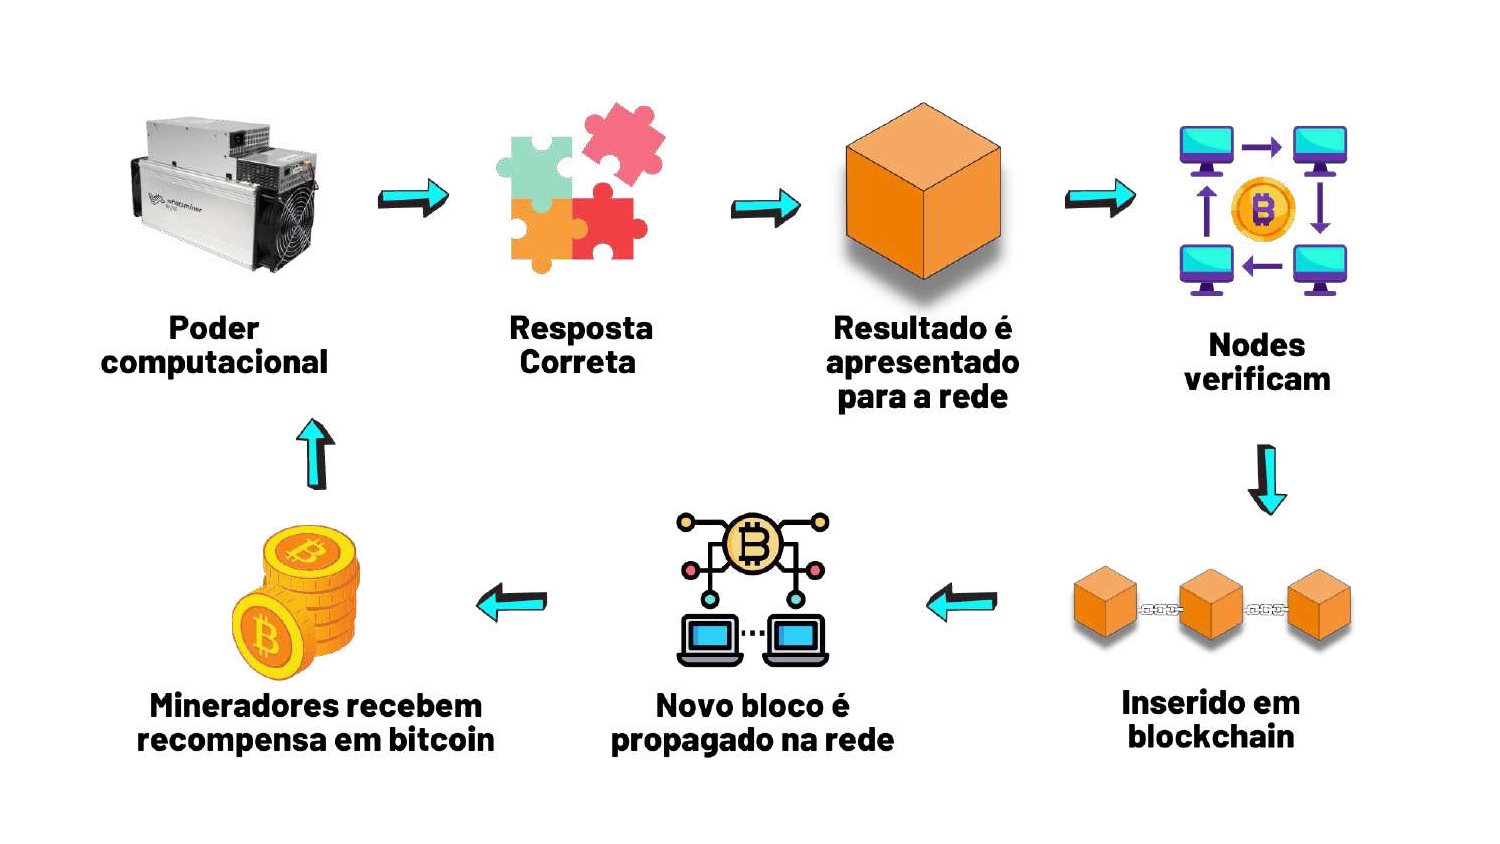 whatsminer
Poder
computacional
Resposta
Correta
Resultado é
apresentado
para a rede
Nodes
verificam
Mineradores recebem
recompensa em bitcoin
Novo bloco é
propagado na rede
Inserido em
blockchain